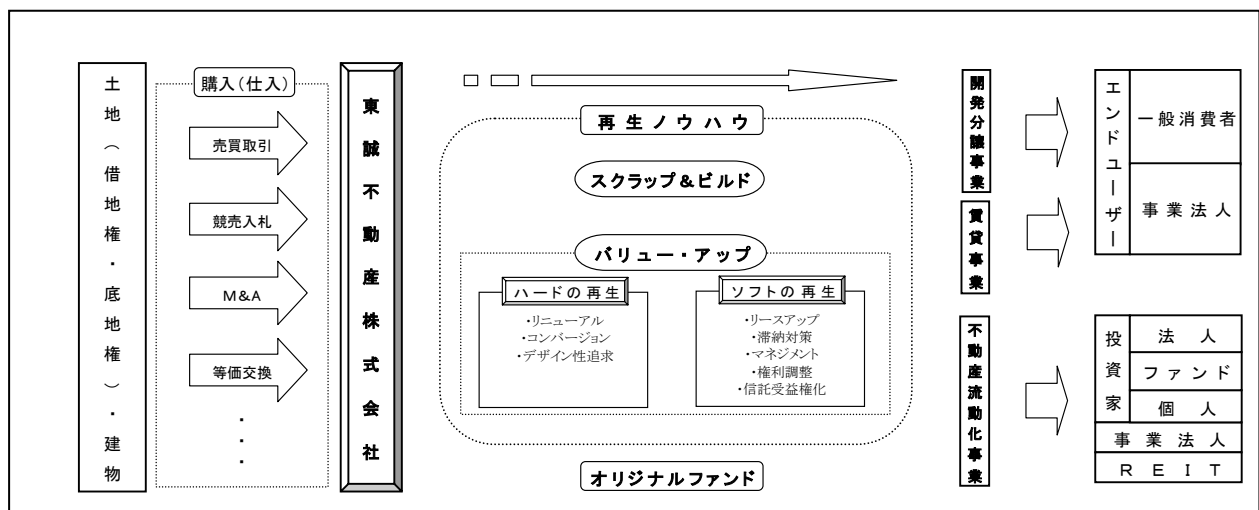 土地(借地権・底地権)・建物
購入(仕入)
売買取引
競売入札
M&A
等価交換
・
・
・
東誠不動産株式会社
再生ノウハウ
スクラップ&ビルド
バリュー・アップ
ハードの再生
・リニューアル
・コンバージョン
・デザイン性追求
ソフトの再生
・リースアップ
・滞納対策
・マネジメント
・権利調整
・信託受益権化
オリジナルファンド
開発分譲事業
賃貸事業
不動産流動化事業
エンドユーザー
一般消費者
事業法人
投資家
法人
ファンド
個人
事業法人
REIT